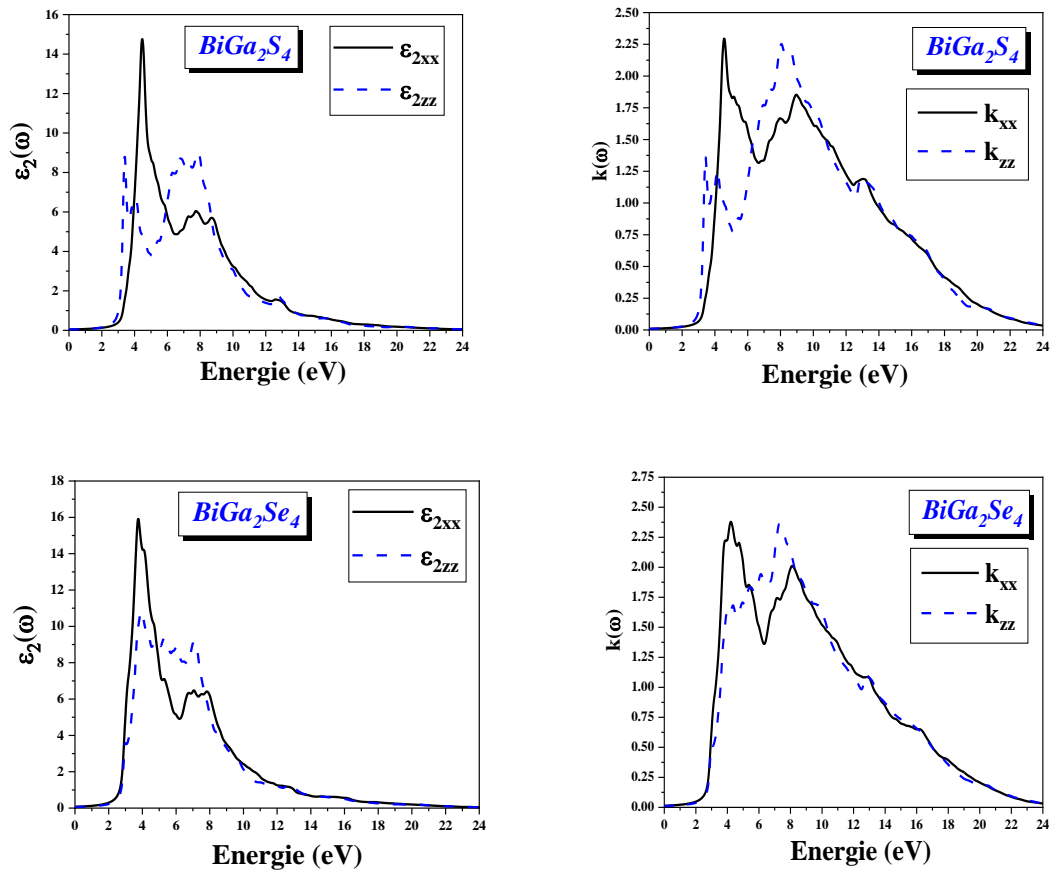 BiGa₂S₄
ε₂ₓₓ
ε₂zz
ε₂(ω)
16
14
12
10
8
6
4
2
0
0 2 4 6 8 10 12 14 16 18 20 22 24
Energie (eV)
BiGa₂S₄
kₓₓ
k_zz
k(ω)
2.50
2.25
2.00
1.75
1.50
1.25
1.00
0.75
0.50
0.25
0.00
0 2 4 6 8 10 12 14 16 18 20 22 24
Energie (eV)
BiGa₂Se₄
ε₂ₓₓ
ε₂zz
ε₂(ω)
18
16
14
12
10
8
6
4
2
0
0 2 4 6 8 10 12 14 16 18 20 22 24
Energie (eV)
BiGa₂Se₄
kₓₓ
k_zz
k(ω)
2.75
2.50
2.25
2.00
1.75
1.50
1.25
1.00
0.75
0.50
0.25
0.00
0 2 4 6 8 10 12 14 16 18 20 22 24
Energie (eV)